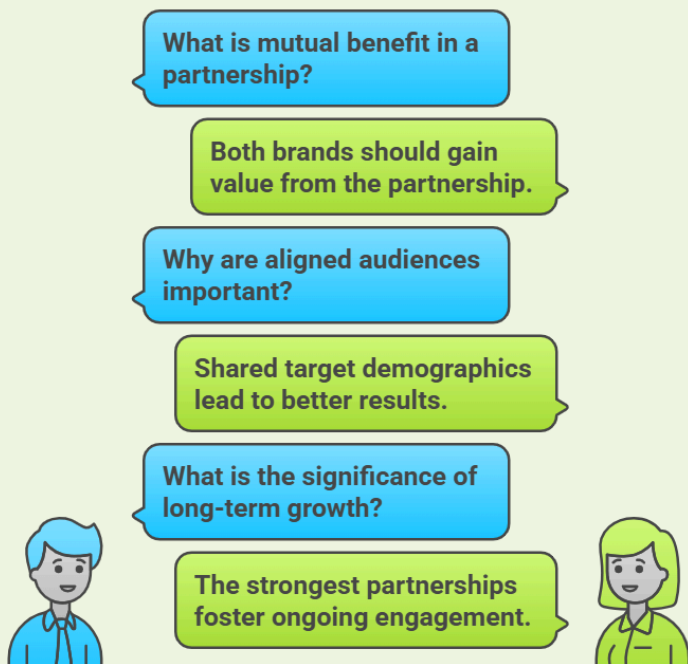 What is mutual benefit in a
partnership?
Both brands should gain
value from the partnership.
Why are aligned audiences
important?
Shared target demographics
lead to better results.
What is the significance of
long-term growth?
The strongest partnerships
foster ongoing engagement.